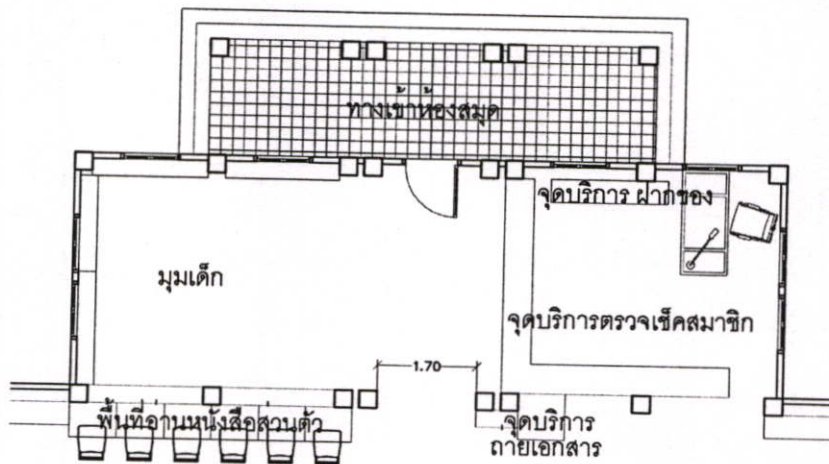 ทางเข้าห้องสมุด
จุดบริการ ฝากของ
มุมเด็ก
จุดบริการตรวจเช็คสมาชิก
1.70
พื้นที่อ่านหนังสือส่วนตัว
จุดบริการ
ถ่ายเอกสาร